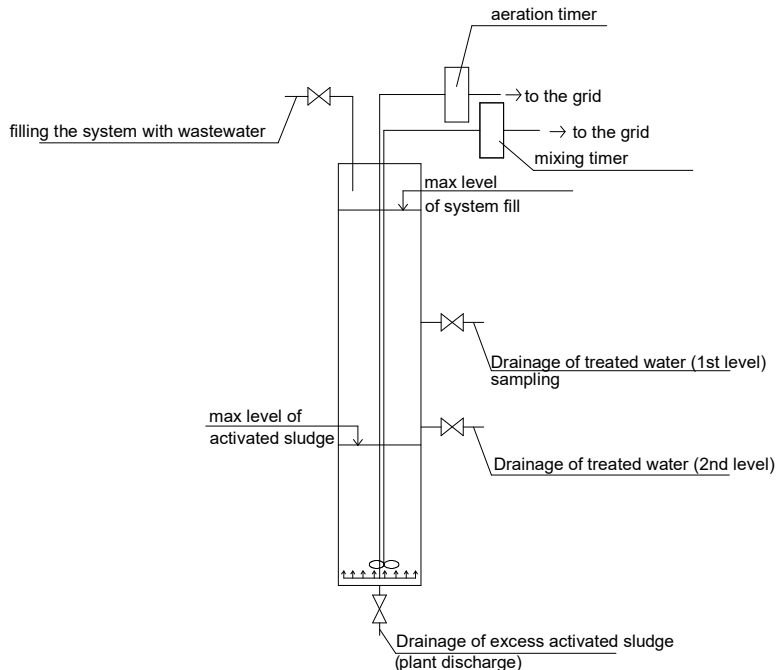 aeration timer
to the grid
filling the system with wastewater
to the grid
mixing timer
max level
of system fill
Drainage of treated water (1st level)
sampling
max level of
activated sludge
Drainage of treated water (2nd level)
Drainage of excess activated sludge
(plant discharge)